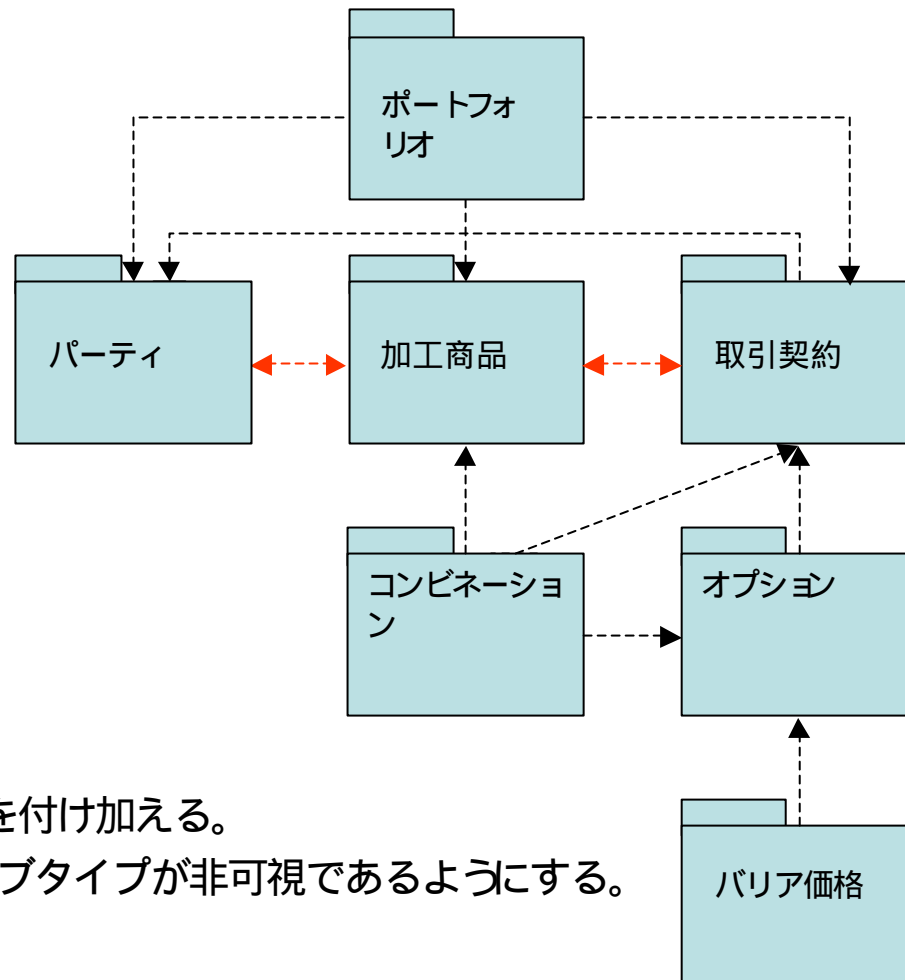 ポートフォ
リオ
パーティ
加工商品
取引契約
コンビネーショ
ン
オプション
を付け加える。
ブタイプが非可視であるようにする。
バリア価格